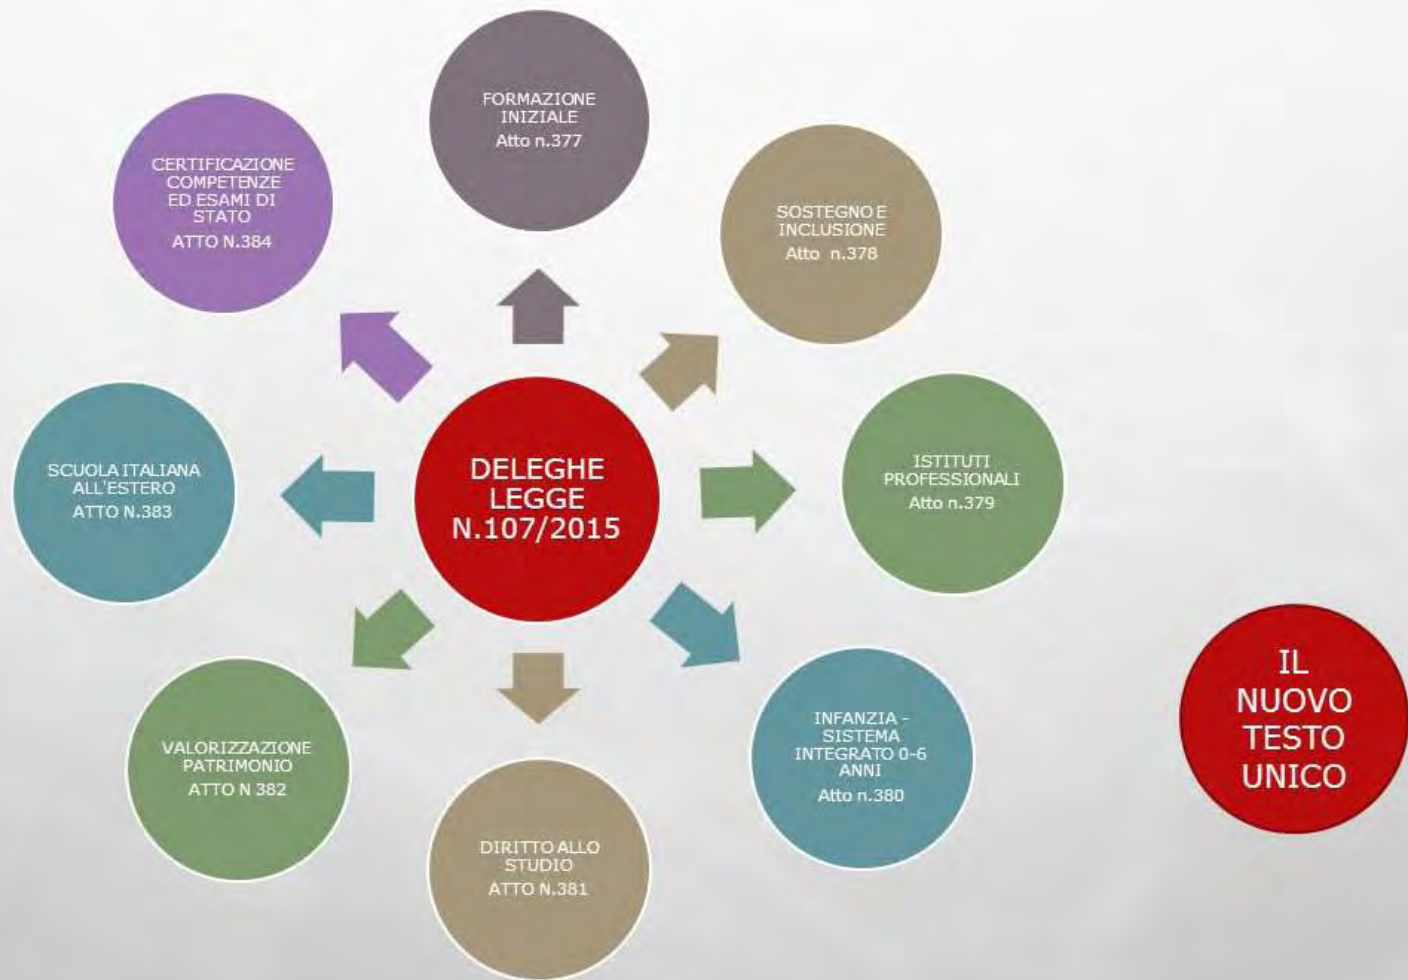 FORMAZIONE
INIZIALE
Atto n.377
CERTIFICAZIONE
COMPETENZE
ED ESAMI DI
STATO
ATTO N.384
SOSTEGNO E
INCLUSIONE
Atto n.378
SCUOLA ITALIANA
ALL'ESTERO
ATTO N.383
DELEGHE
LEGGE
N.107/2015
ISTITUTI
PROFESSIONALI
Atto n.379
VALORIZZAZIONE
PATRIMONIO
ATTO N 382
DIRITTO ALLO
STUDIO
ATTO N.381
INFANZIA -
SISTEMA
INTEGRATO 0-6
ANNI
Atto n.380
IL
NUOVO
TESTO
UNICO